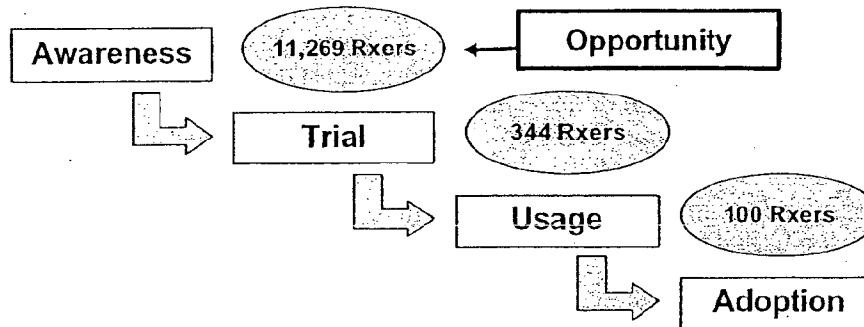 Awareness
11,269 Rxers
Opportunity
Trial
344 Rxers
Usage
100 Rxers
Adoption